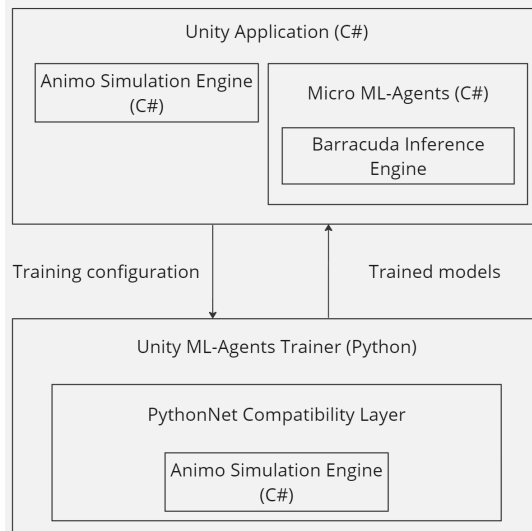 Unity Application (C#)
Animo Simulation Engine
(C#)
Micro ML-Agents (C#)
Barracuda Inference
Engine
Training configuration
Trained models
Unity ML-Agents Trainer (Python)
PythonNet Compatibility Layer
Animo Simulation Engine
(C#)